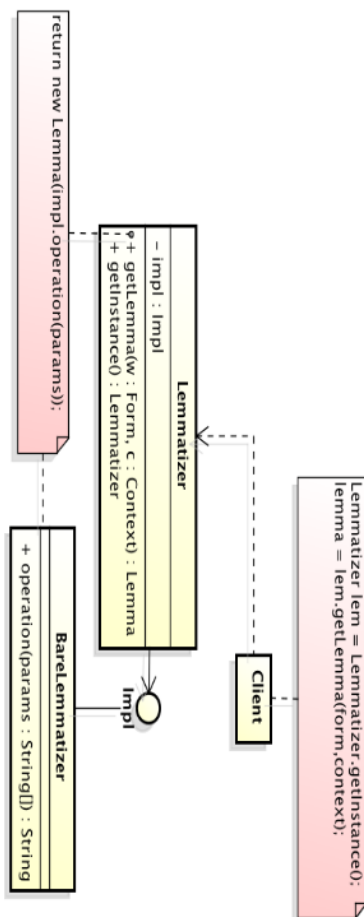 Lemmatizer lem = Lemmatizer.getInstance();
lemma = lem.getLemma(form,context);
Client
Lemmatizer
− impl : Impl
+ getLemma(w : Form, c : Context) : Lemma
+ getInstance() : Lemmatizer
Impl
return new Lemma(impl.operation(params));
BareLemmatizer
+ operation(params : String[]) : String